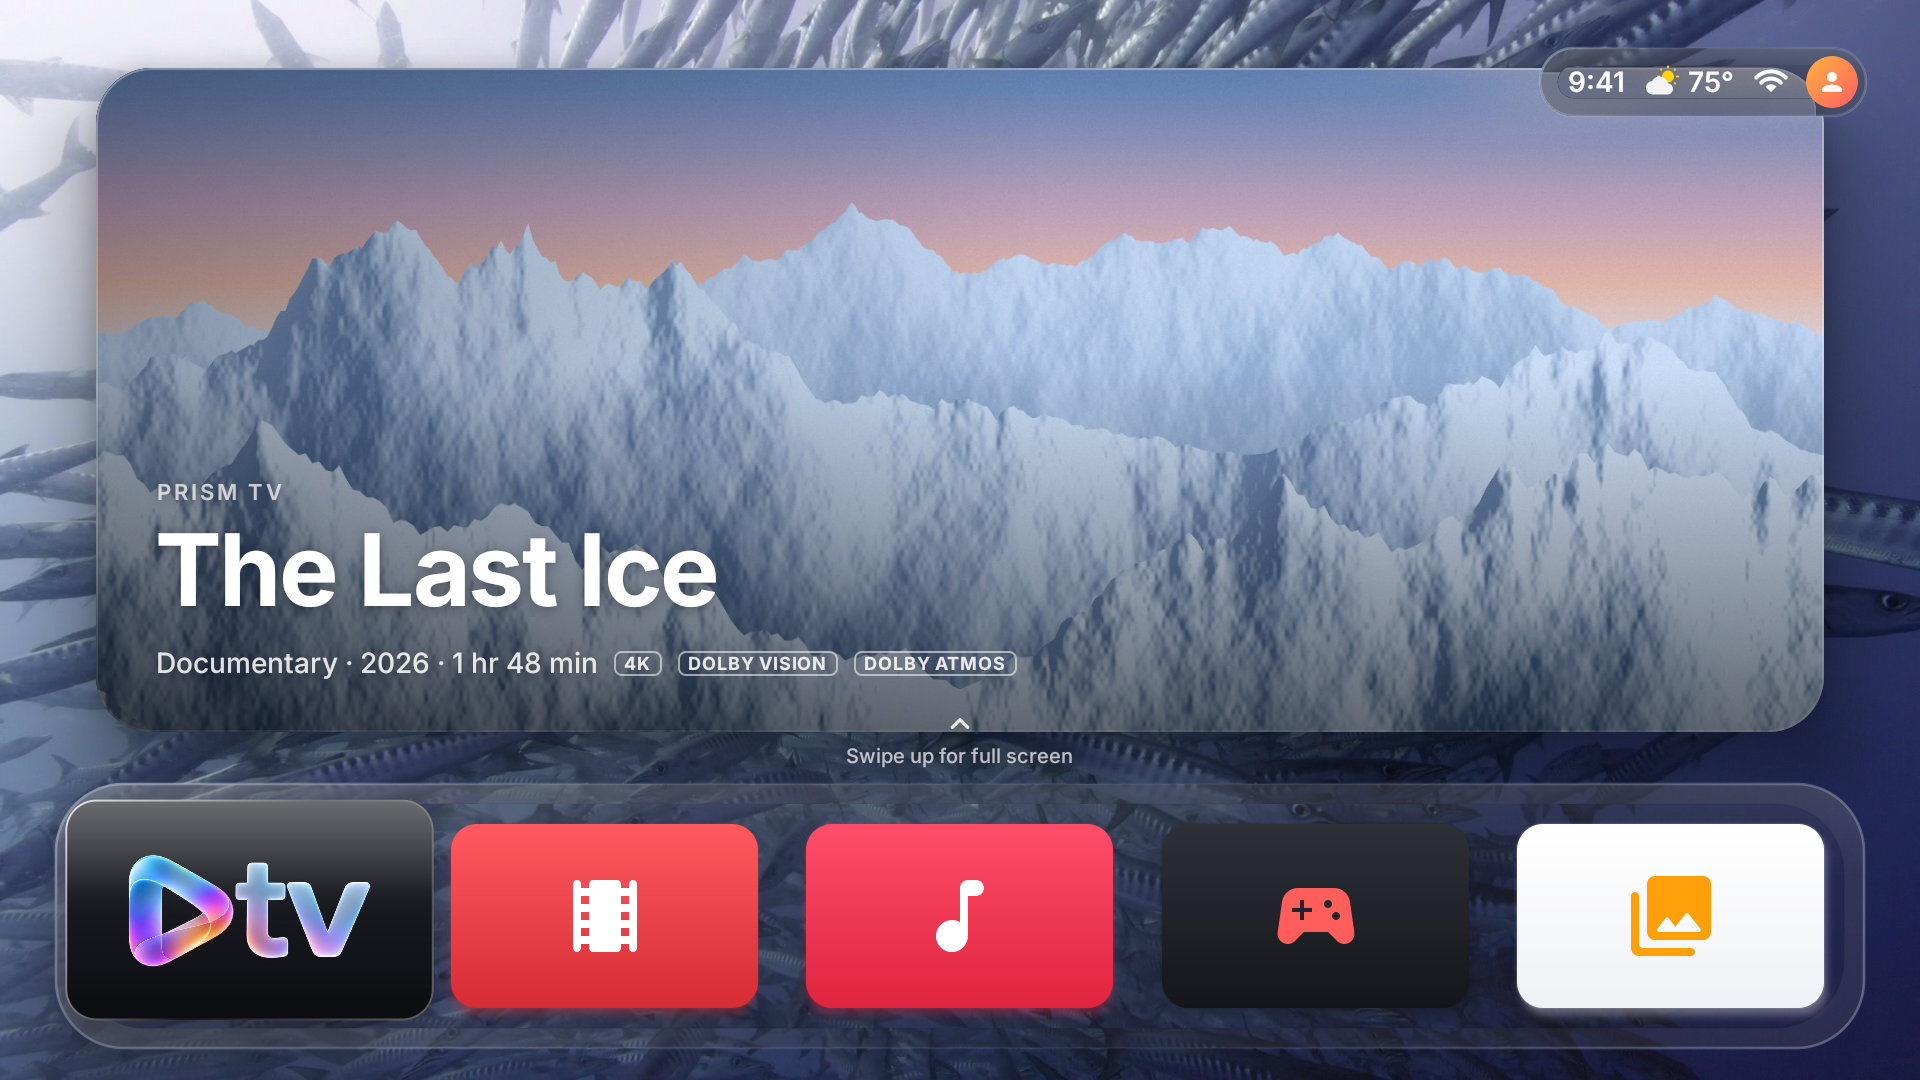 9:41 75°
PRISM TV
The Last Ice
Documentary · 2026 · 1 hr 48 min 4K DOLBY VISION DOLBY ATMOS
Swipe up for full screen
tv